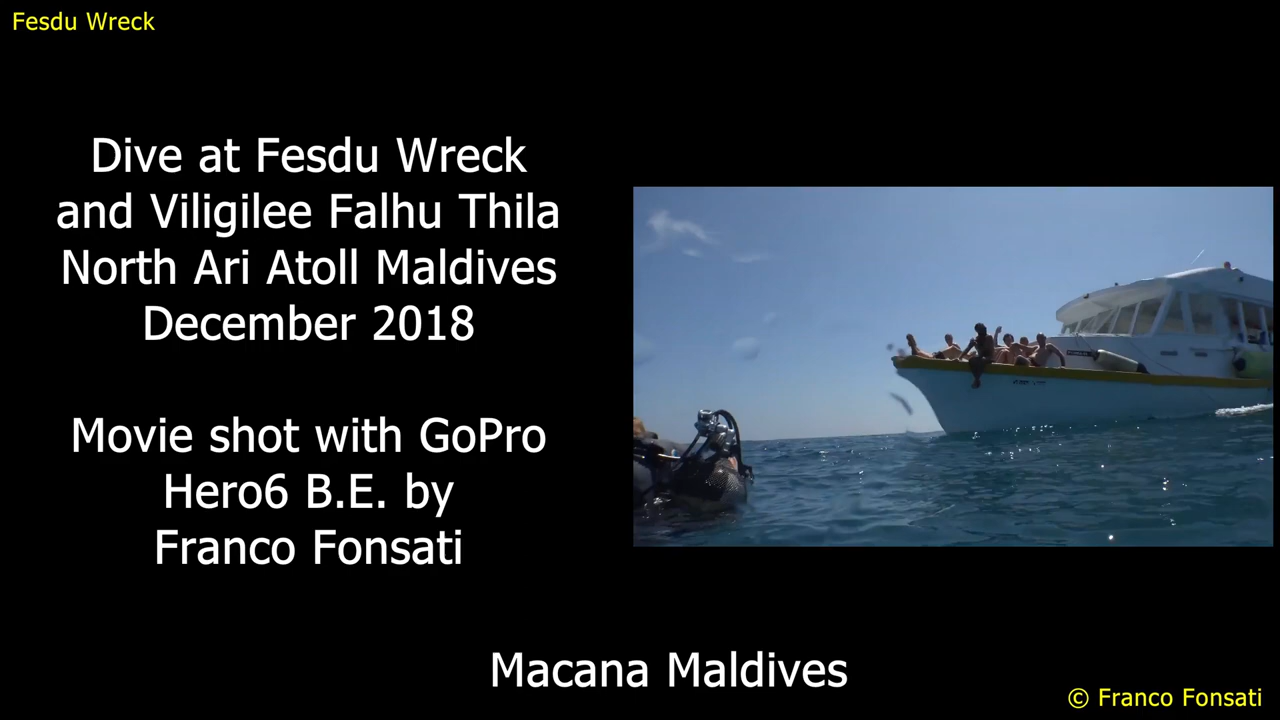 Fesdu Wreck
Dive at Fesdu Wreck
and Viligilee Falhu Thila
North Ari Atoll Maldives
December 2018
Movie shot with GoPro
Hero6 B.E. by
Franco Fonsati
Macana Maldives
© Franco Fonsati